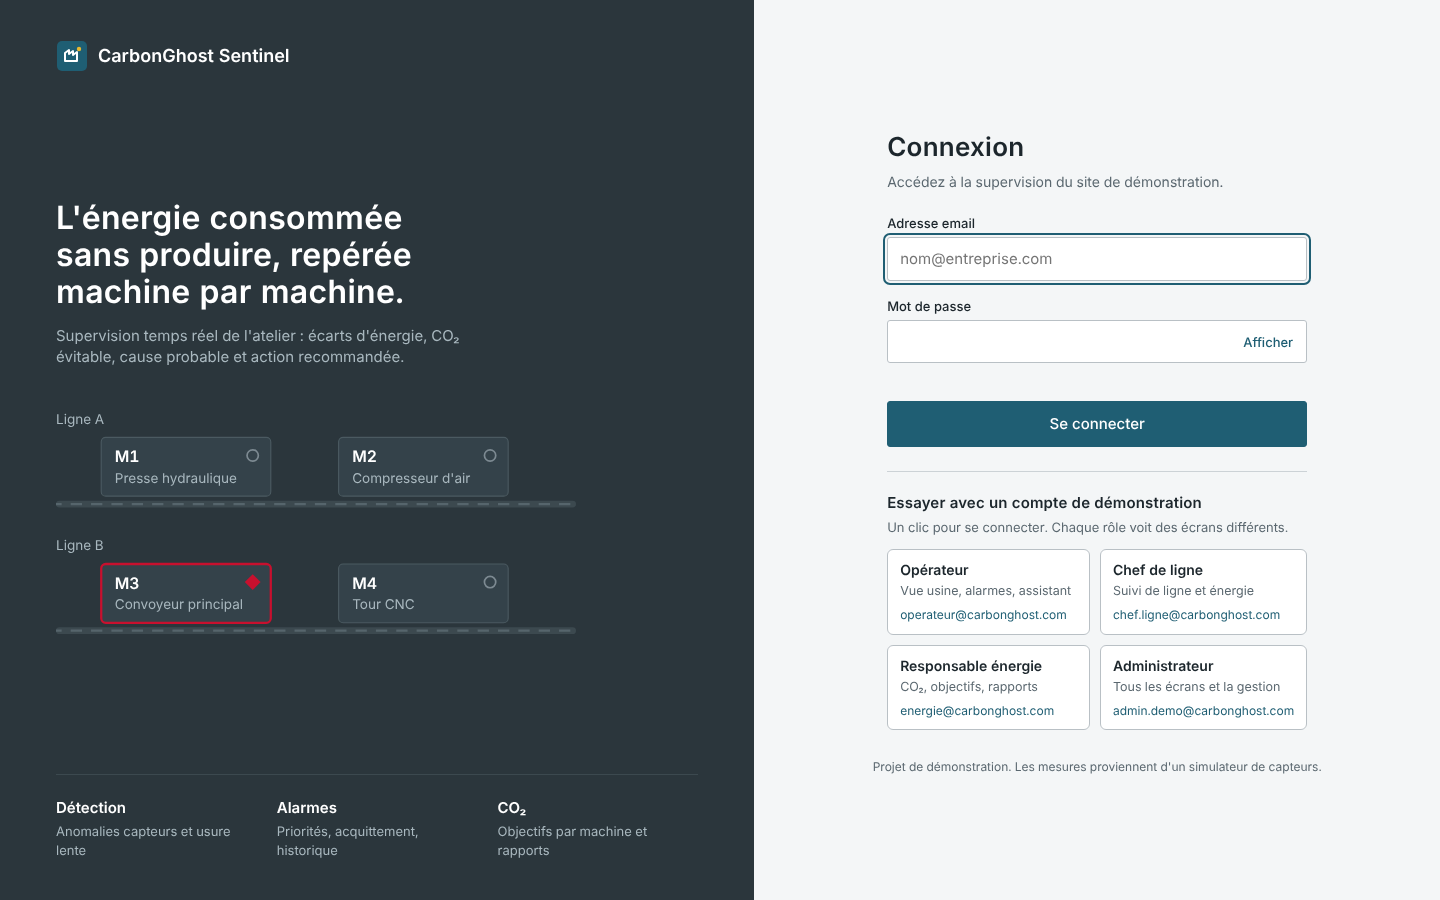 CarbonGhost Sentinel
L'énergie consommée
sans produire, repérée
machine par machine.
Supervision temps réel de l'atelier : écarts d'énergie, CO₂
évitable, cause probable et action recommandée.
Ligne A
M1
Presse hydraulique
M2
Compresseur d'air
Ligne B
M3
Convoyeur principal
M4
Tour CNC
Détection
Anomalies capteurs et usure
lente
Alarmes
Priorités, acquittement,
historique
CO₂
Objectifs par machine et
rapports
Connexion
Accédez à la supervision du site de démonstration.
Adresse email
nom@entreprise.com
Mot de passe
Afficher
Se connecter
Essayer avec un compte de démonstration
Un clic pour se connecter. Chaque rôle voit des écrans différents.
Opérateur
Vue usine, alarmes, assistant
operateur@carbonghost.com
Chef de ligne
Suivi de ligne et énergie
chef.ligne@carbonghost.com
Responsable énergie
CO₂, objectifs, rapports
energie@carbonghost.com
Administrateur
Tous les écrans et la gestion
admin.demo@carbonghost.com
Projet de démonstration. Les mesures proviennent d'un simulateur de capteurs.